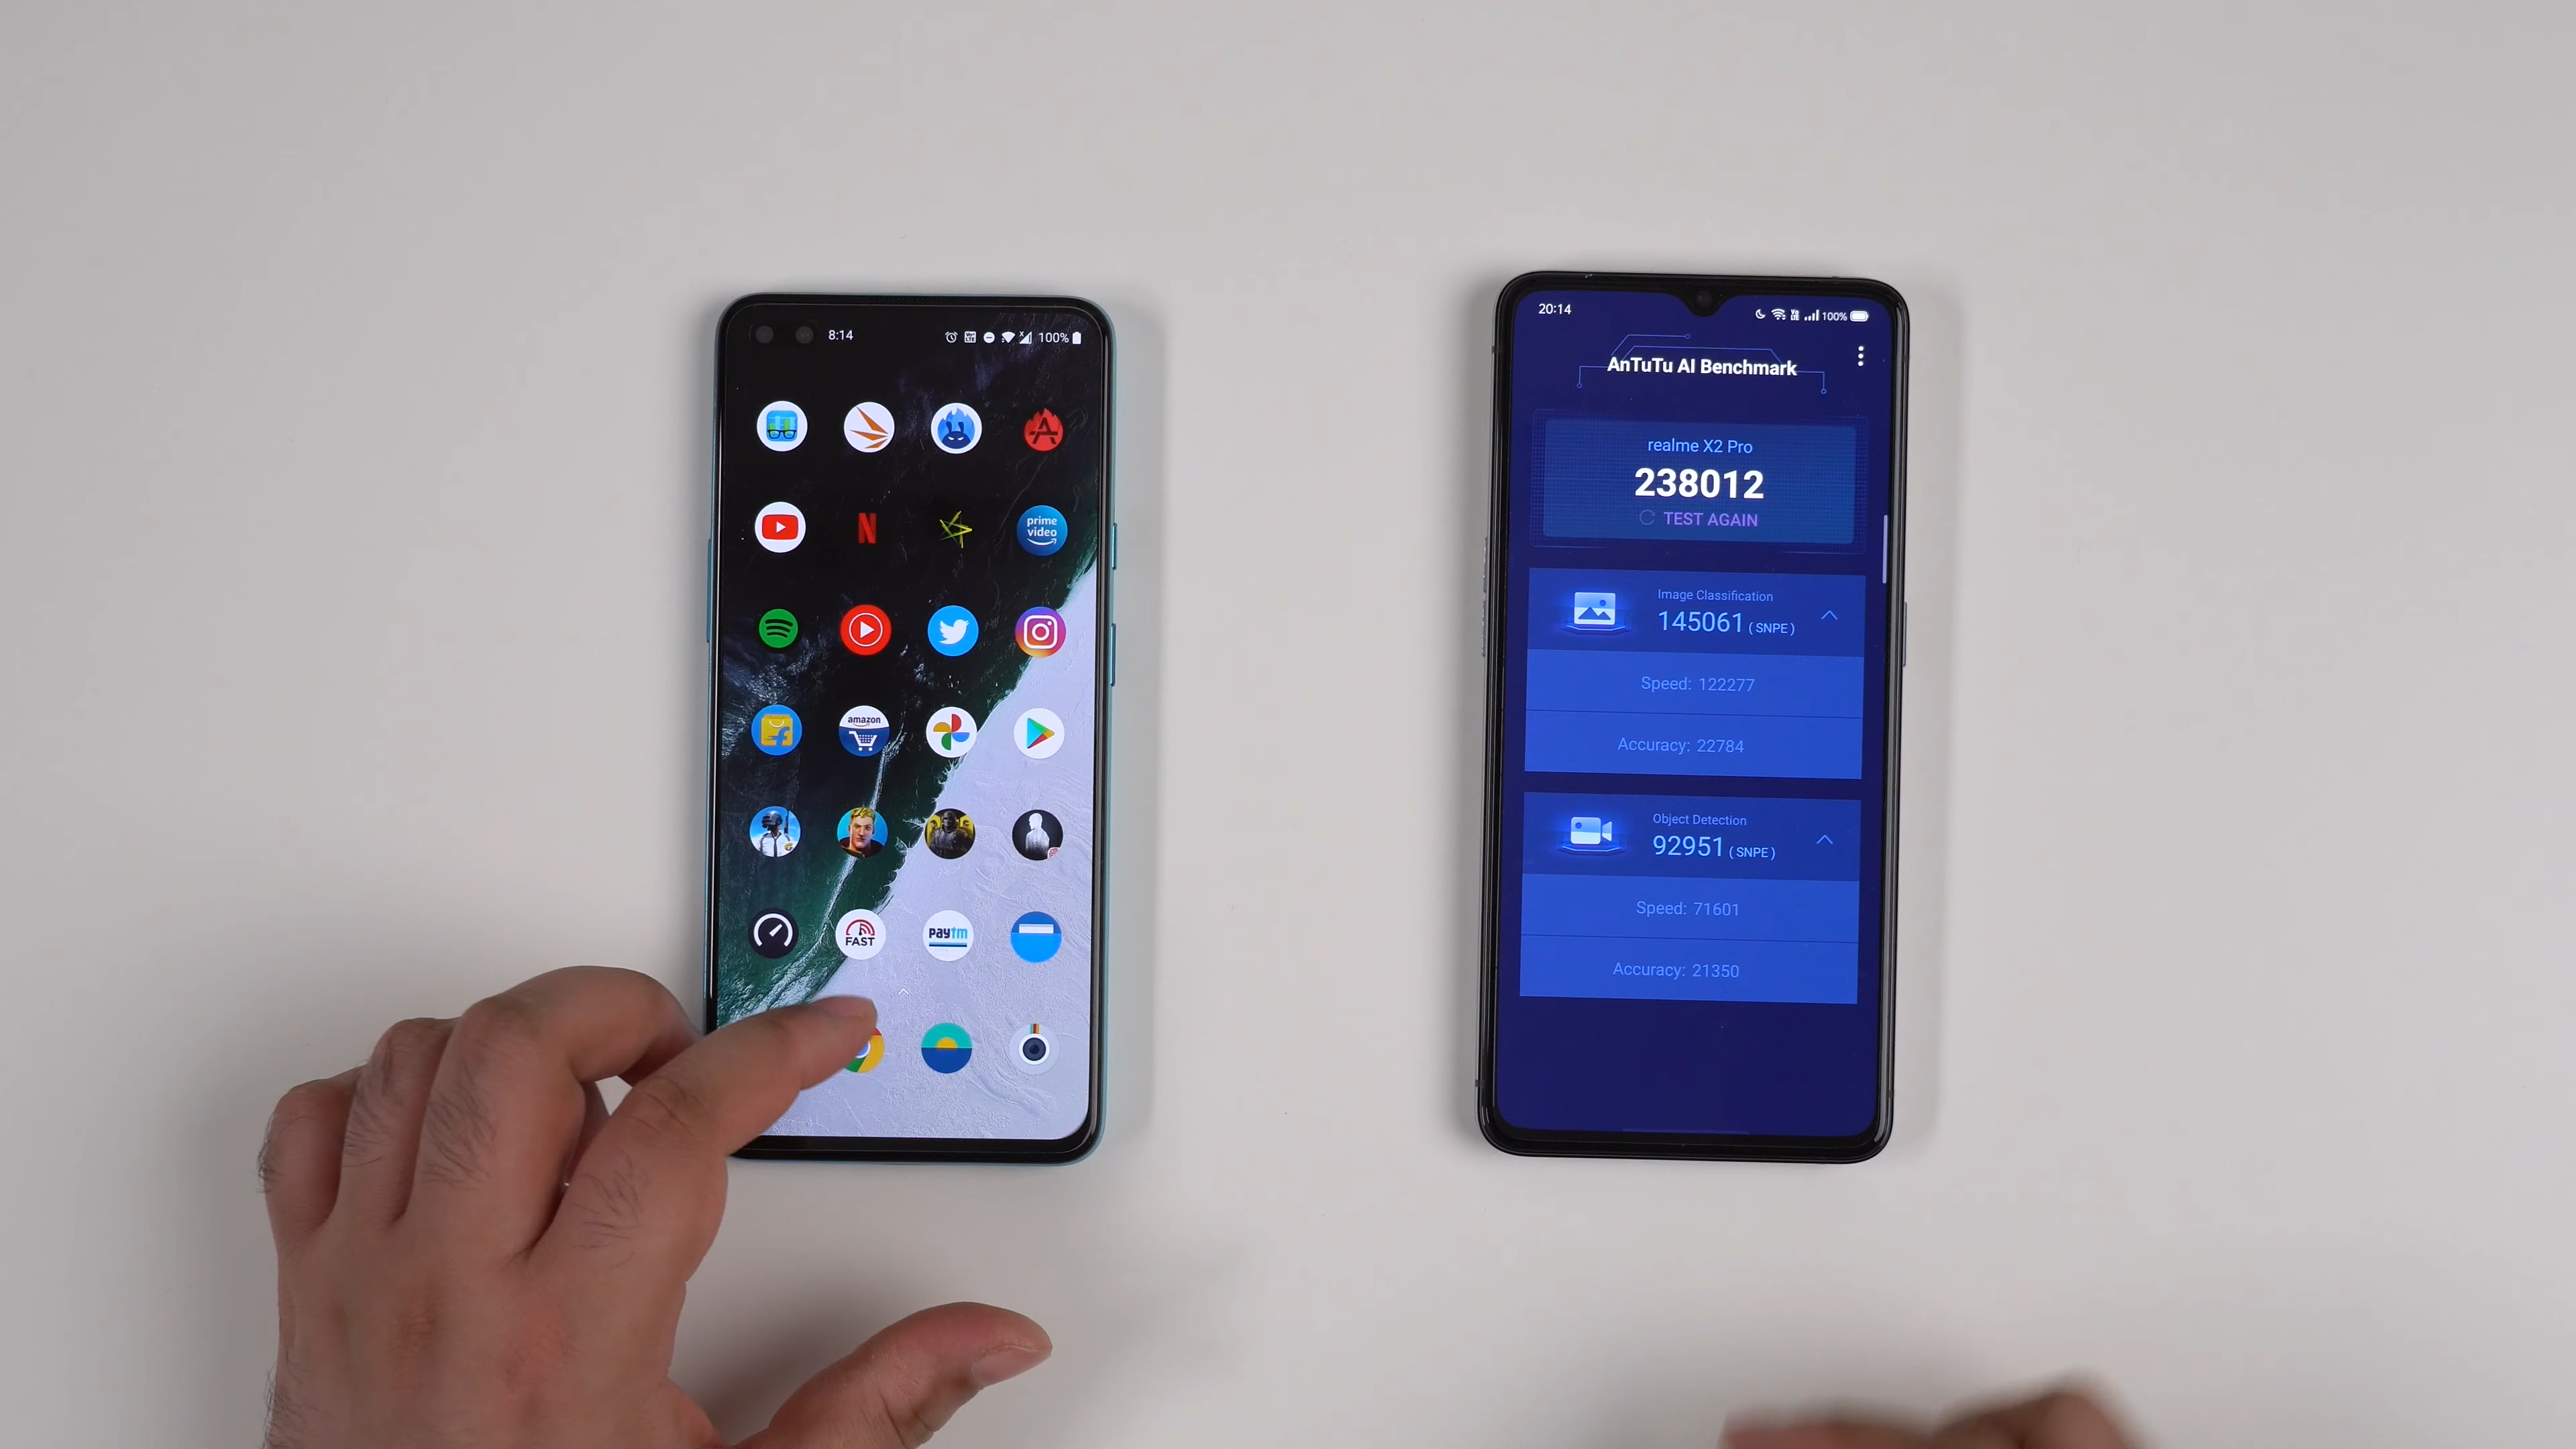 8:14
100%
N
prime
video
amazon
FAST
paytm
20:14
100%
AnTuTu AI Benchmark
realme X2 Pro
238012
TEST AGAIN
Image Classification
145061 ( SNPE )
Speed: 122277
Accuracy: 22784
Object Detection
92951 ( SNPE )
Speed: 71601
Accuracy: 21350